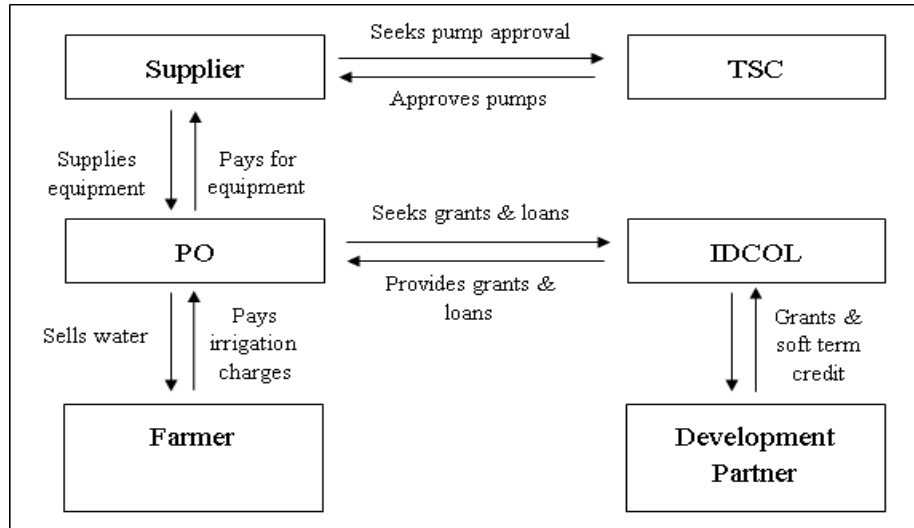 Seeks pump approval
Supplier
TSC
Approves pumps
Supplies
equipment
Pays for
equipment
Seeks grants & loans
PO
IDCOL
Provides grants &
loans
Sells water
Pays
irrigation
charges
Grants &
soft term
credit
Farmer
Development
Partner